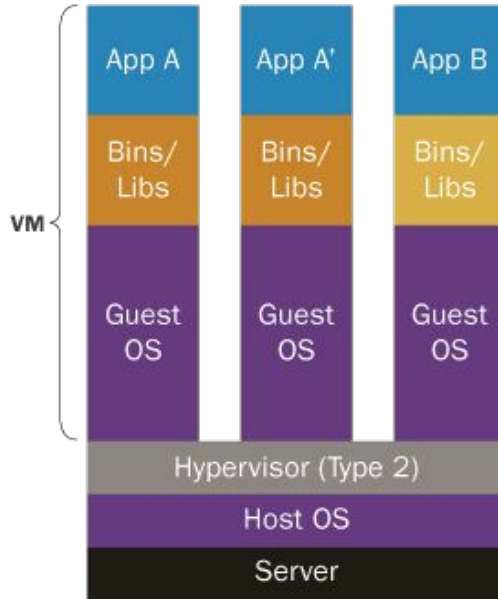 App A
App A'
App B
Bins/
Libs
Bins/
Libs
Bins/
Libs
VM
Guest
OS
Guest
OS
Guest
OS
Hypervisor (Type 2)
Host OS
Server